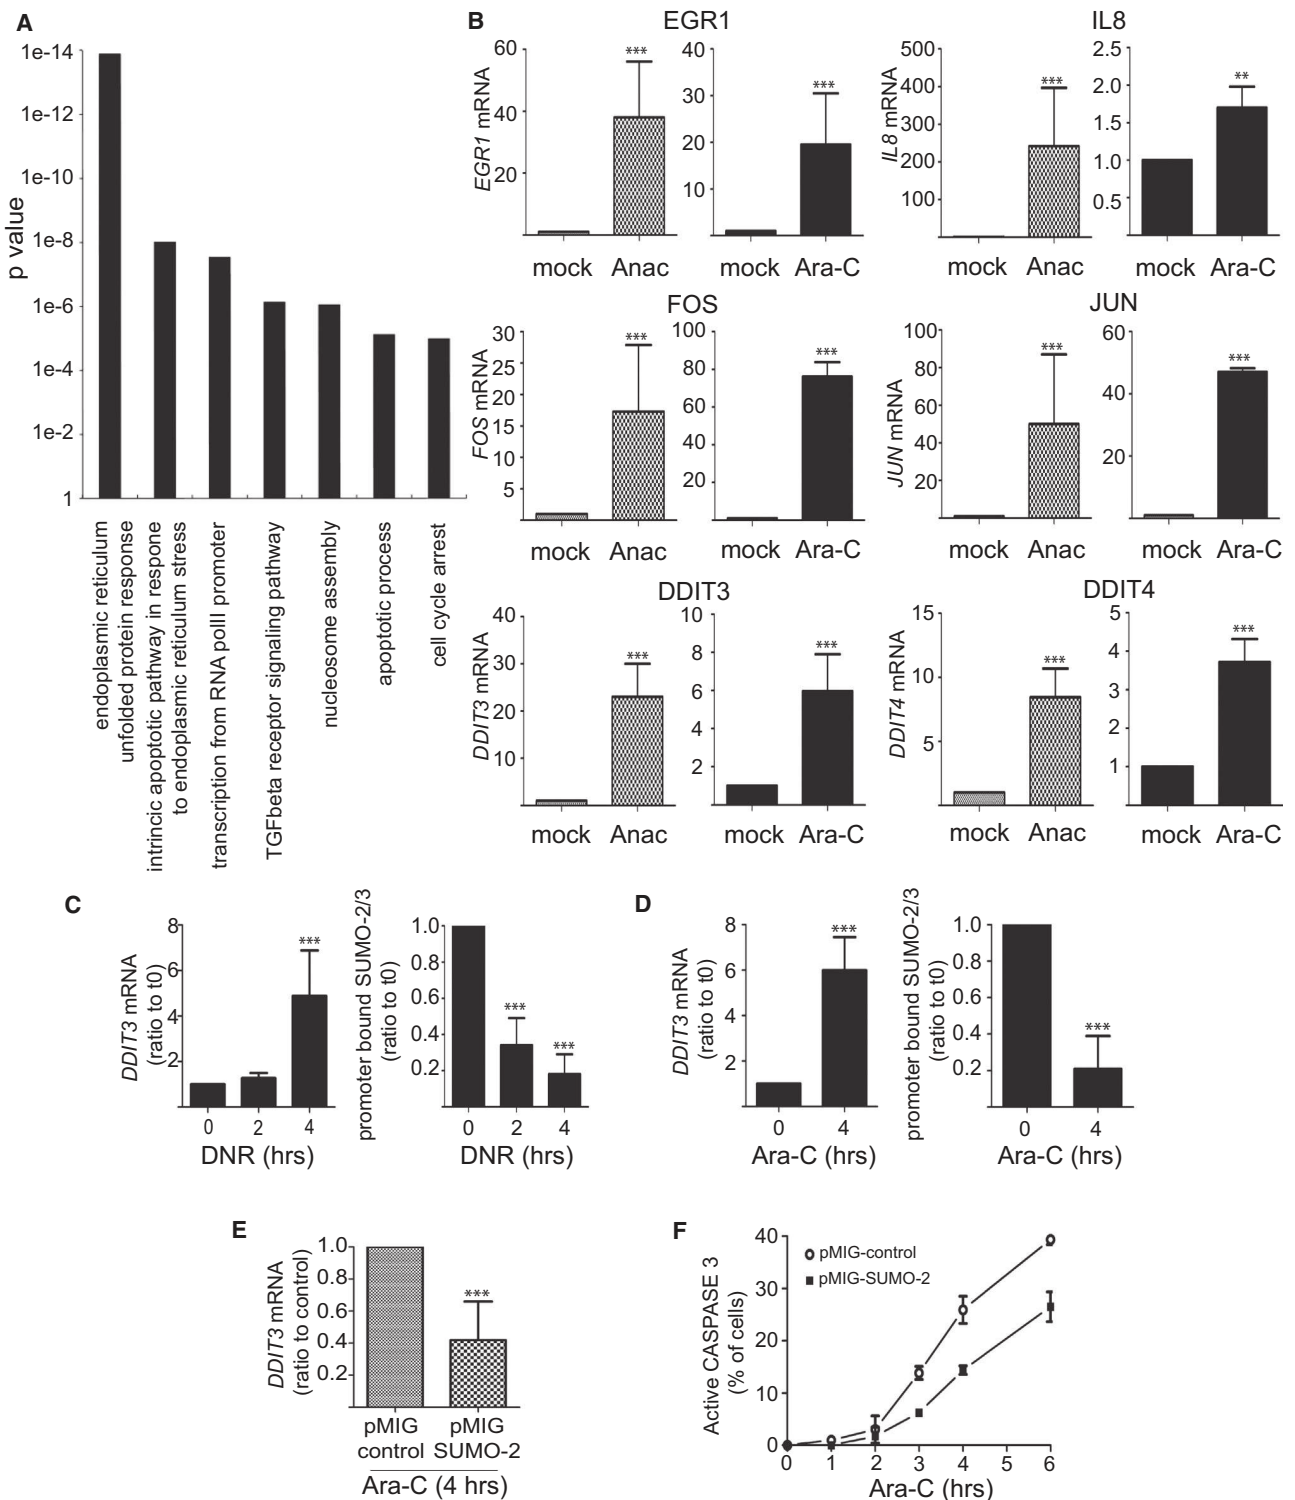 A
1e-14
1e-12
1e-10
1e-8
1e-6
1e-4
1e-2
1
p value
endoplasmic reticulum
unfolded protein response
intrincic apoptotic pathway in respone
to endoplasmic reticulum stress
transcription from RNA polII promoter
TGFbeta receptor signaling pathway
nucleosome assembly
apoptotic process
cell cycle arrest
B
EGR1
EGR1 mRNA
60
40
20
***
mock Anac
40
30
20
10
***
mock Ara-C
IL8
IL8 mRNA
500
400
300
200
100
***
mock Anac
2.5
2.0
1.5
1.0
0.5
**
mock Ara-C
FOS
FOS mRNA
30
25
20
15
10
5
***
mock Anac
100
80
60
40
20
***
mock Ara-C
JUN
JUN mRNA
100
80
60
40
20
***
mock Anac
60
40
20
***
mock Ara-C
DDIT3
DDIT3 mRNA
40
30
20
10
***
mock Anac
10
8
6
4
2
***
mock Ara-C
DDIT4
DDIT4 mRNA
15
10
5
***
mock Anac
5
4
3
2
1
***
mock Ara-C
C
DDIT3 mRNA
(ratio to t0)
8
6
4
2
***
0 2 4
DNR (hrs)
promoter bound SUMO-2/3
(ratio to t0)
1.0
0.8
0.6
0.4
0.2
***
***
0 2 4
DNR (hrs)
D
DDIT3 mRNA
(ratio to t0)
8
6
4
2
***
0 4
Ara-C (hrs)
promoter bound SUMO-2/3
(ratio to t0)
1.0
0.8
0.6
0.4
0.2
***
0 4
Ara-C (hrs)
E
DDIT3 mRNA
(ratio to control)
1.0
0.8
0.6
0.4
0.2
***
pMIG pMIG
control SUMO-2
Ara-C (4 hrs)
F
Active CASPASE 3
(% of cells)
40
30
20
10
0
pMIG-control
pMIG-SUMO-2
0 1 2 3 4 5 6
Ara-C (hrs)